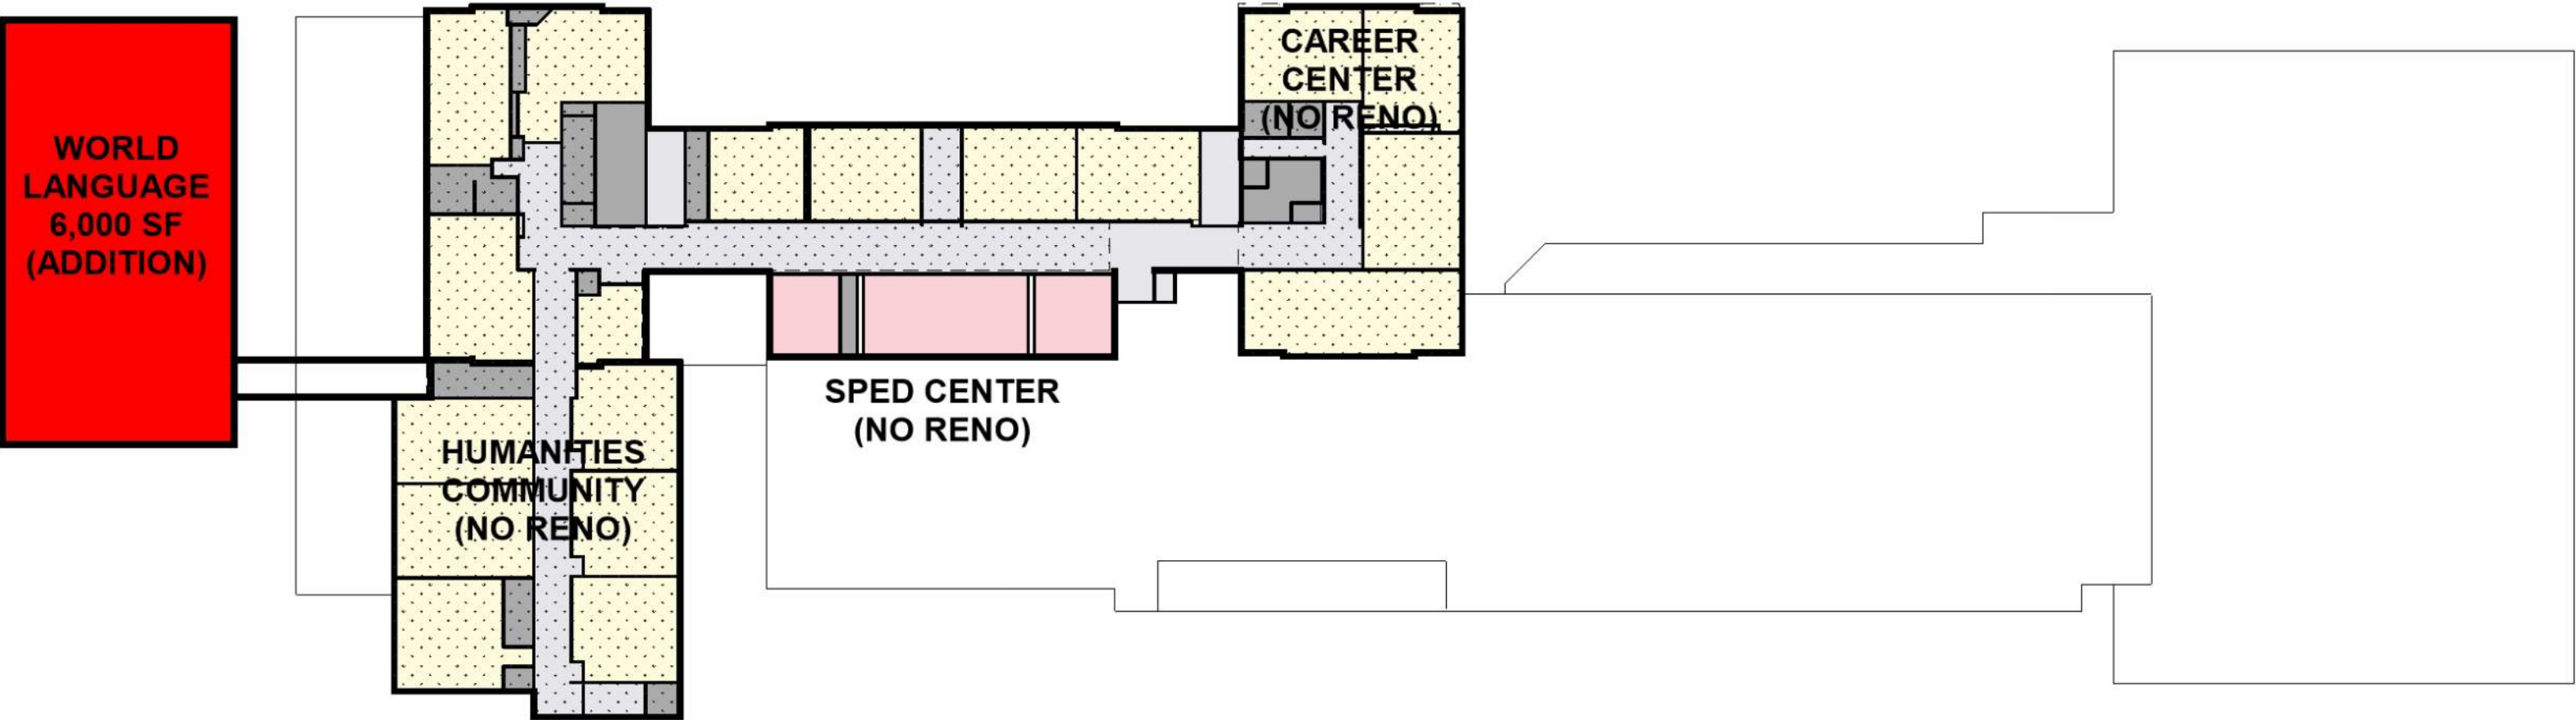 WORLD
LANGUAGE
6,000 SF
(ADDITION)
CAREER
CENTER
(NO RENO)
SPED CENTER
(NO RENO)
HUMANITIES
COMMUNITY
(NO RENO)